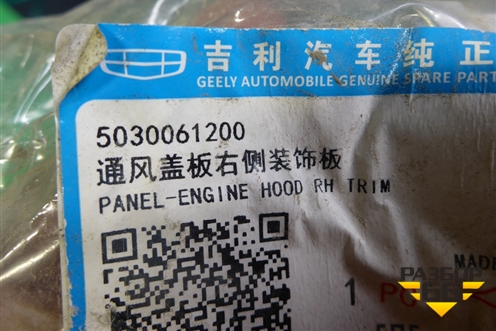 吉利汽车纯正
GEELY AUTOMOBILE GENUINE SPARE PART
5030061200
通风盖板右侧装饰板
PANEL-ENGINE HOOD RH TRIM
MADE
1 PC